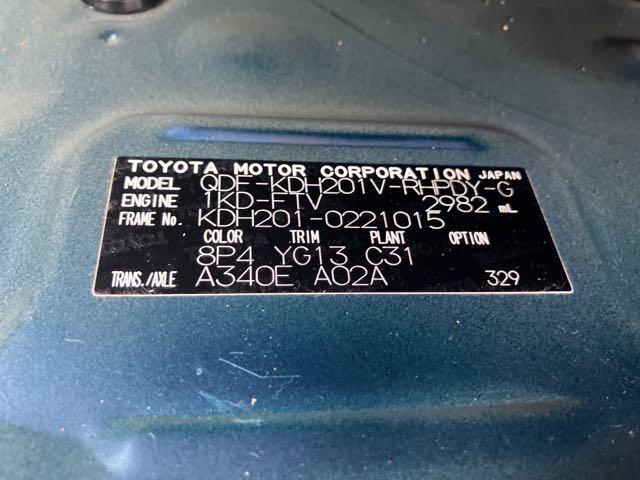 TOYOTA MOTOR CORPORATION JAPAN
MODEL QDF-KDH201V-RHPDY-G
ENGINE 1KD-FTV 2982 mL
FRAME No. KDH201-0221015
COLOR TRIM PLANT OPTION
8P4 YG13 C31
TRANS./AXLE A340E A02A 329